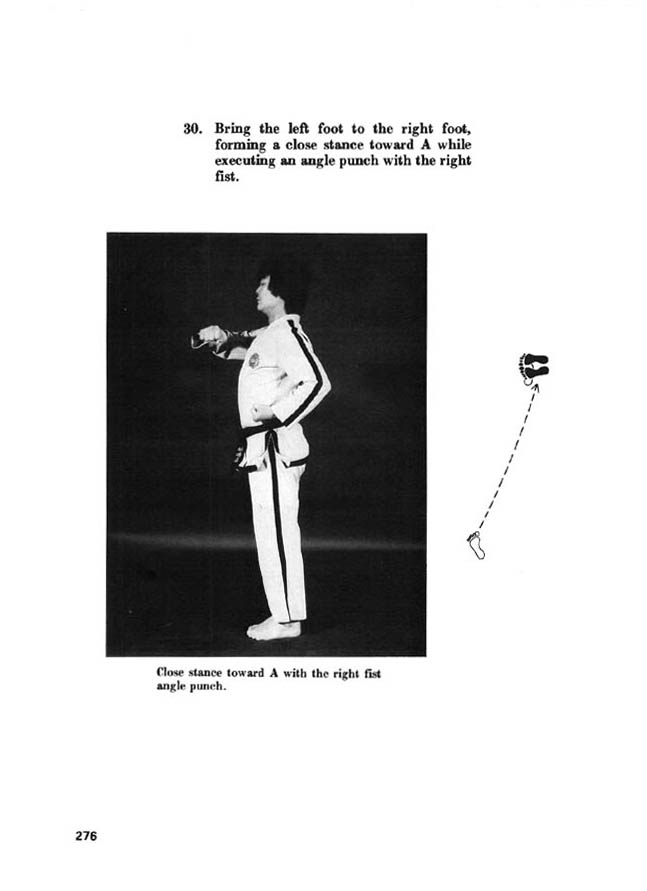 30. Bring the left foot to the right foot,
forming a close stance toward A while
executing an angle punch with the right
fist.
Close stance toward A with the right fist
angle punch.
276